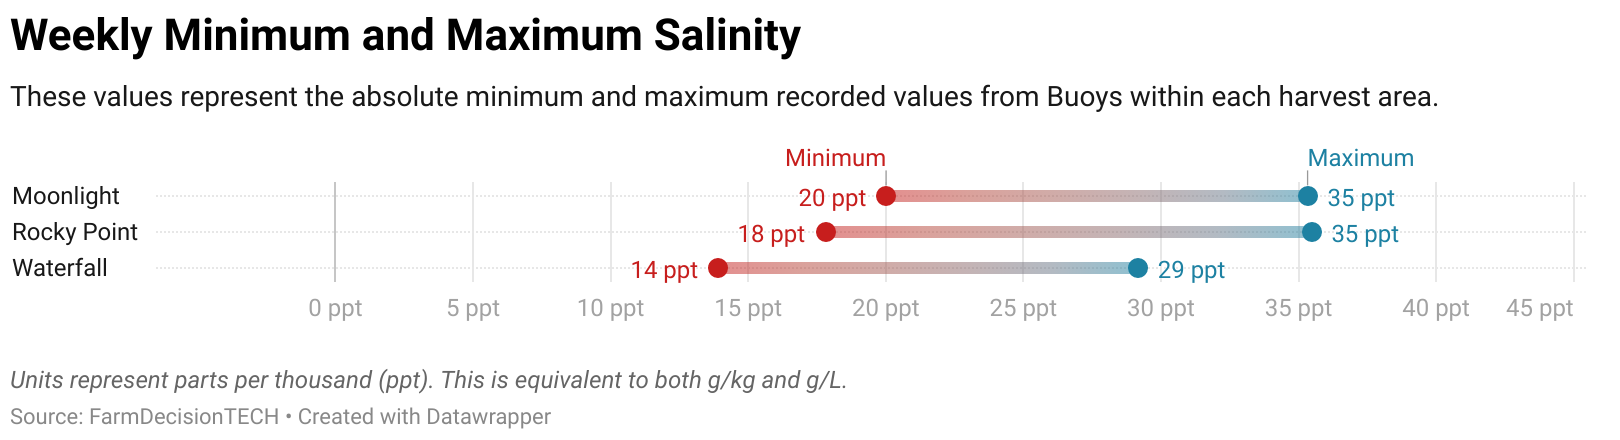 Weekly Minimum and Maximum Salinity
These values represent the absolute minimum and maximum recorded values from Buoys within each harvest area.
Minimum Maximum
Moonlight 20 ppt 35 ppt
Rocky Point 18 ppt 35 ppt
Waterfall 14 ppt 29 ppt
0 ppt 5 ppt 10 ppt 15 ppt 20 ppt 25 ppt 30 ppt 35 ppt 40 ppt 45 ppt
Units represent parts per thousand (ppt). This is equivalent to both g/kg and g/L.
Source: FarmDecisionTECH • Created with Datawrapper